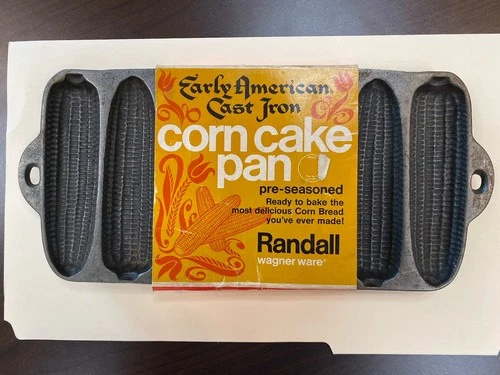 Early American
Cast Iron
corn cake
pan
pre-seasoned
Ready to bake the
most delicious Corn Bread
you've ever made!
Randall
wagner ware®